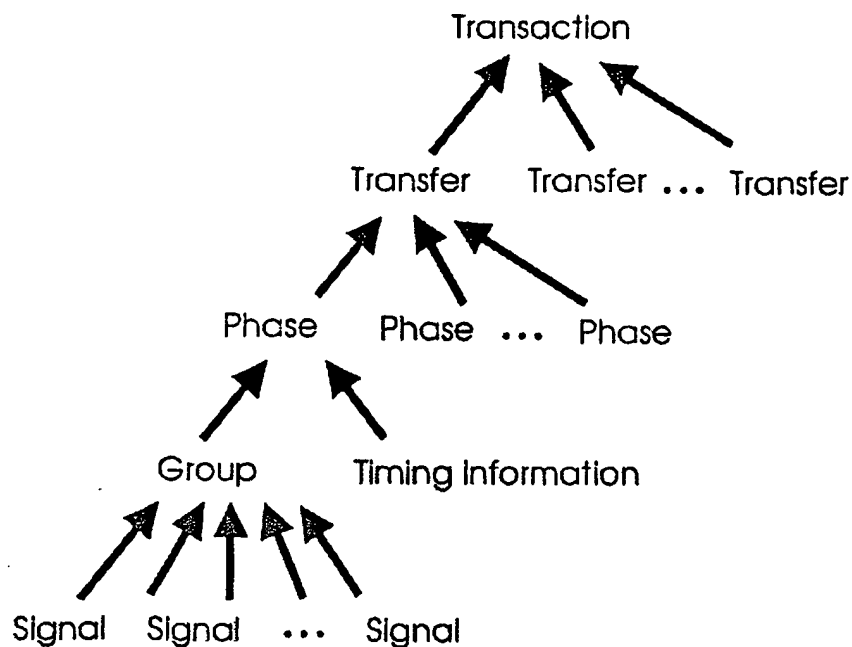 Transaction
Transfer Transfer ... Transfer
Phase Phase ... Phase
Group Timing Information
Signal Signal ... Signal